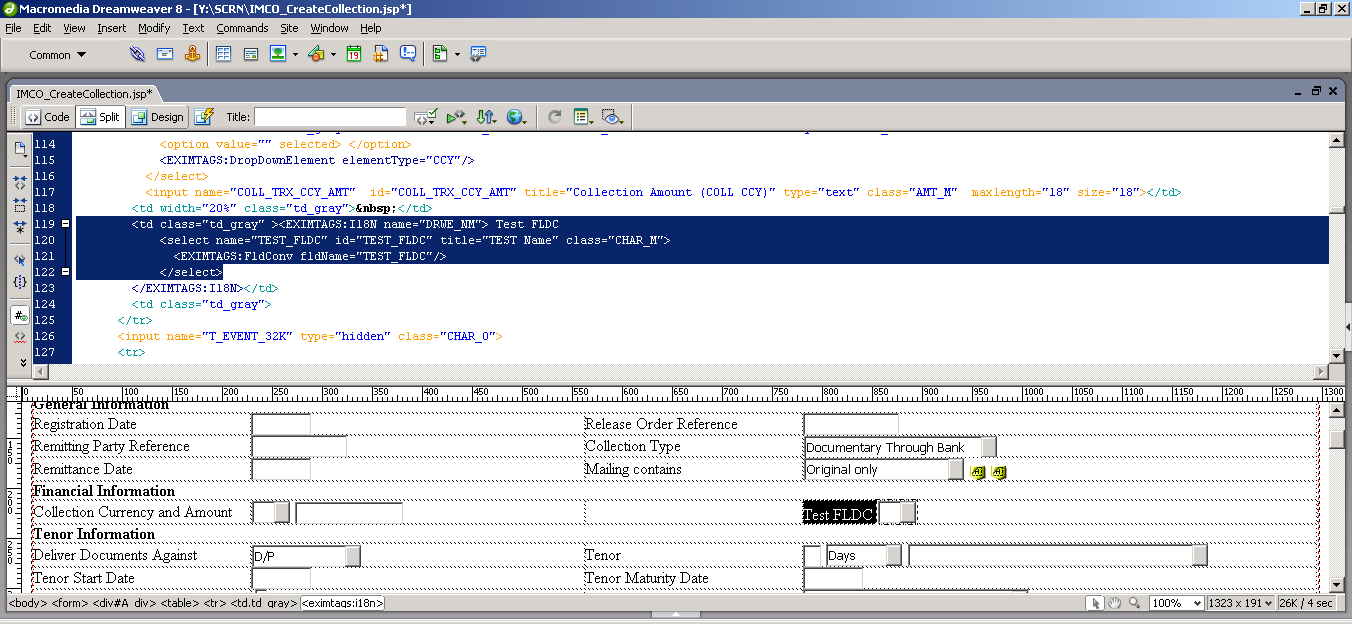 Macromedia Dreamweaver 8 - [Y:\SCRN\IMCO_CreateCollection.jsp*]
File Edit View Insert Modify Text Commands Site Window Help
Common
IMCO_CreateCollection.jsp*
Code Split Design Title:
114 <option value="" selected> </option>
115 <EXIMTAGS:DropDownElement elementType="CCY"/>
116 </select>
117 <input name="COLL_TRX_CCY_AMT" id="COLL_TRX_CCY_AMT" title="Collection Amount (COLL CCY)" type="text" class="AMT_M" maxlength="18" size="18"></td>
118 <td width="20%" class="td_gray">&nbsp;</td>
119 <td class="td_gray" ><EXIMTAGS:I18N name="DRWE_NM"> Test FLDC
120 <select name="TEST_FLDC" id="TEST_FLDC" title="TEST Name" class="CHAR_M">
121 <EXIMTAGS:FldConv fldName="TEST_FLDC"/>
122 </select>
123 </EXIMTAGS:I18N></td>
124 <td class="td_gray">
125 </tr>
126 <input name="T_EVENT_32K" type="hidden" class="CHAR_O">
127 <tr>
0 50 100 150 200 250 300 350 400 450 500 550 600 650 700 750 800 850 900 950 1000 1050 1100 1150 1200 1250 1300
General Information
Registration Date Release Order Reference
Remitting Party Reference Collection Type Documentary Through Bank
Remittance Date Mailing contains Original only
Financial Information
Collection Currency and Amount Test FLDC
Tenor Information
Deliver Documents Against D/P Tenor Days
Tenor Start Date Tenor Maturity Date
<body> <form> <div#A_div> <table> <tr> <td.td_gray> <eximtags:i18n> 100% 1323 x 191 26K / 4 sec